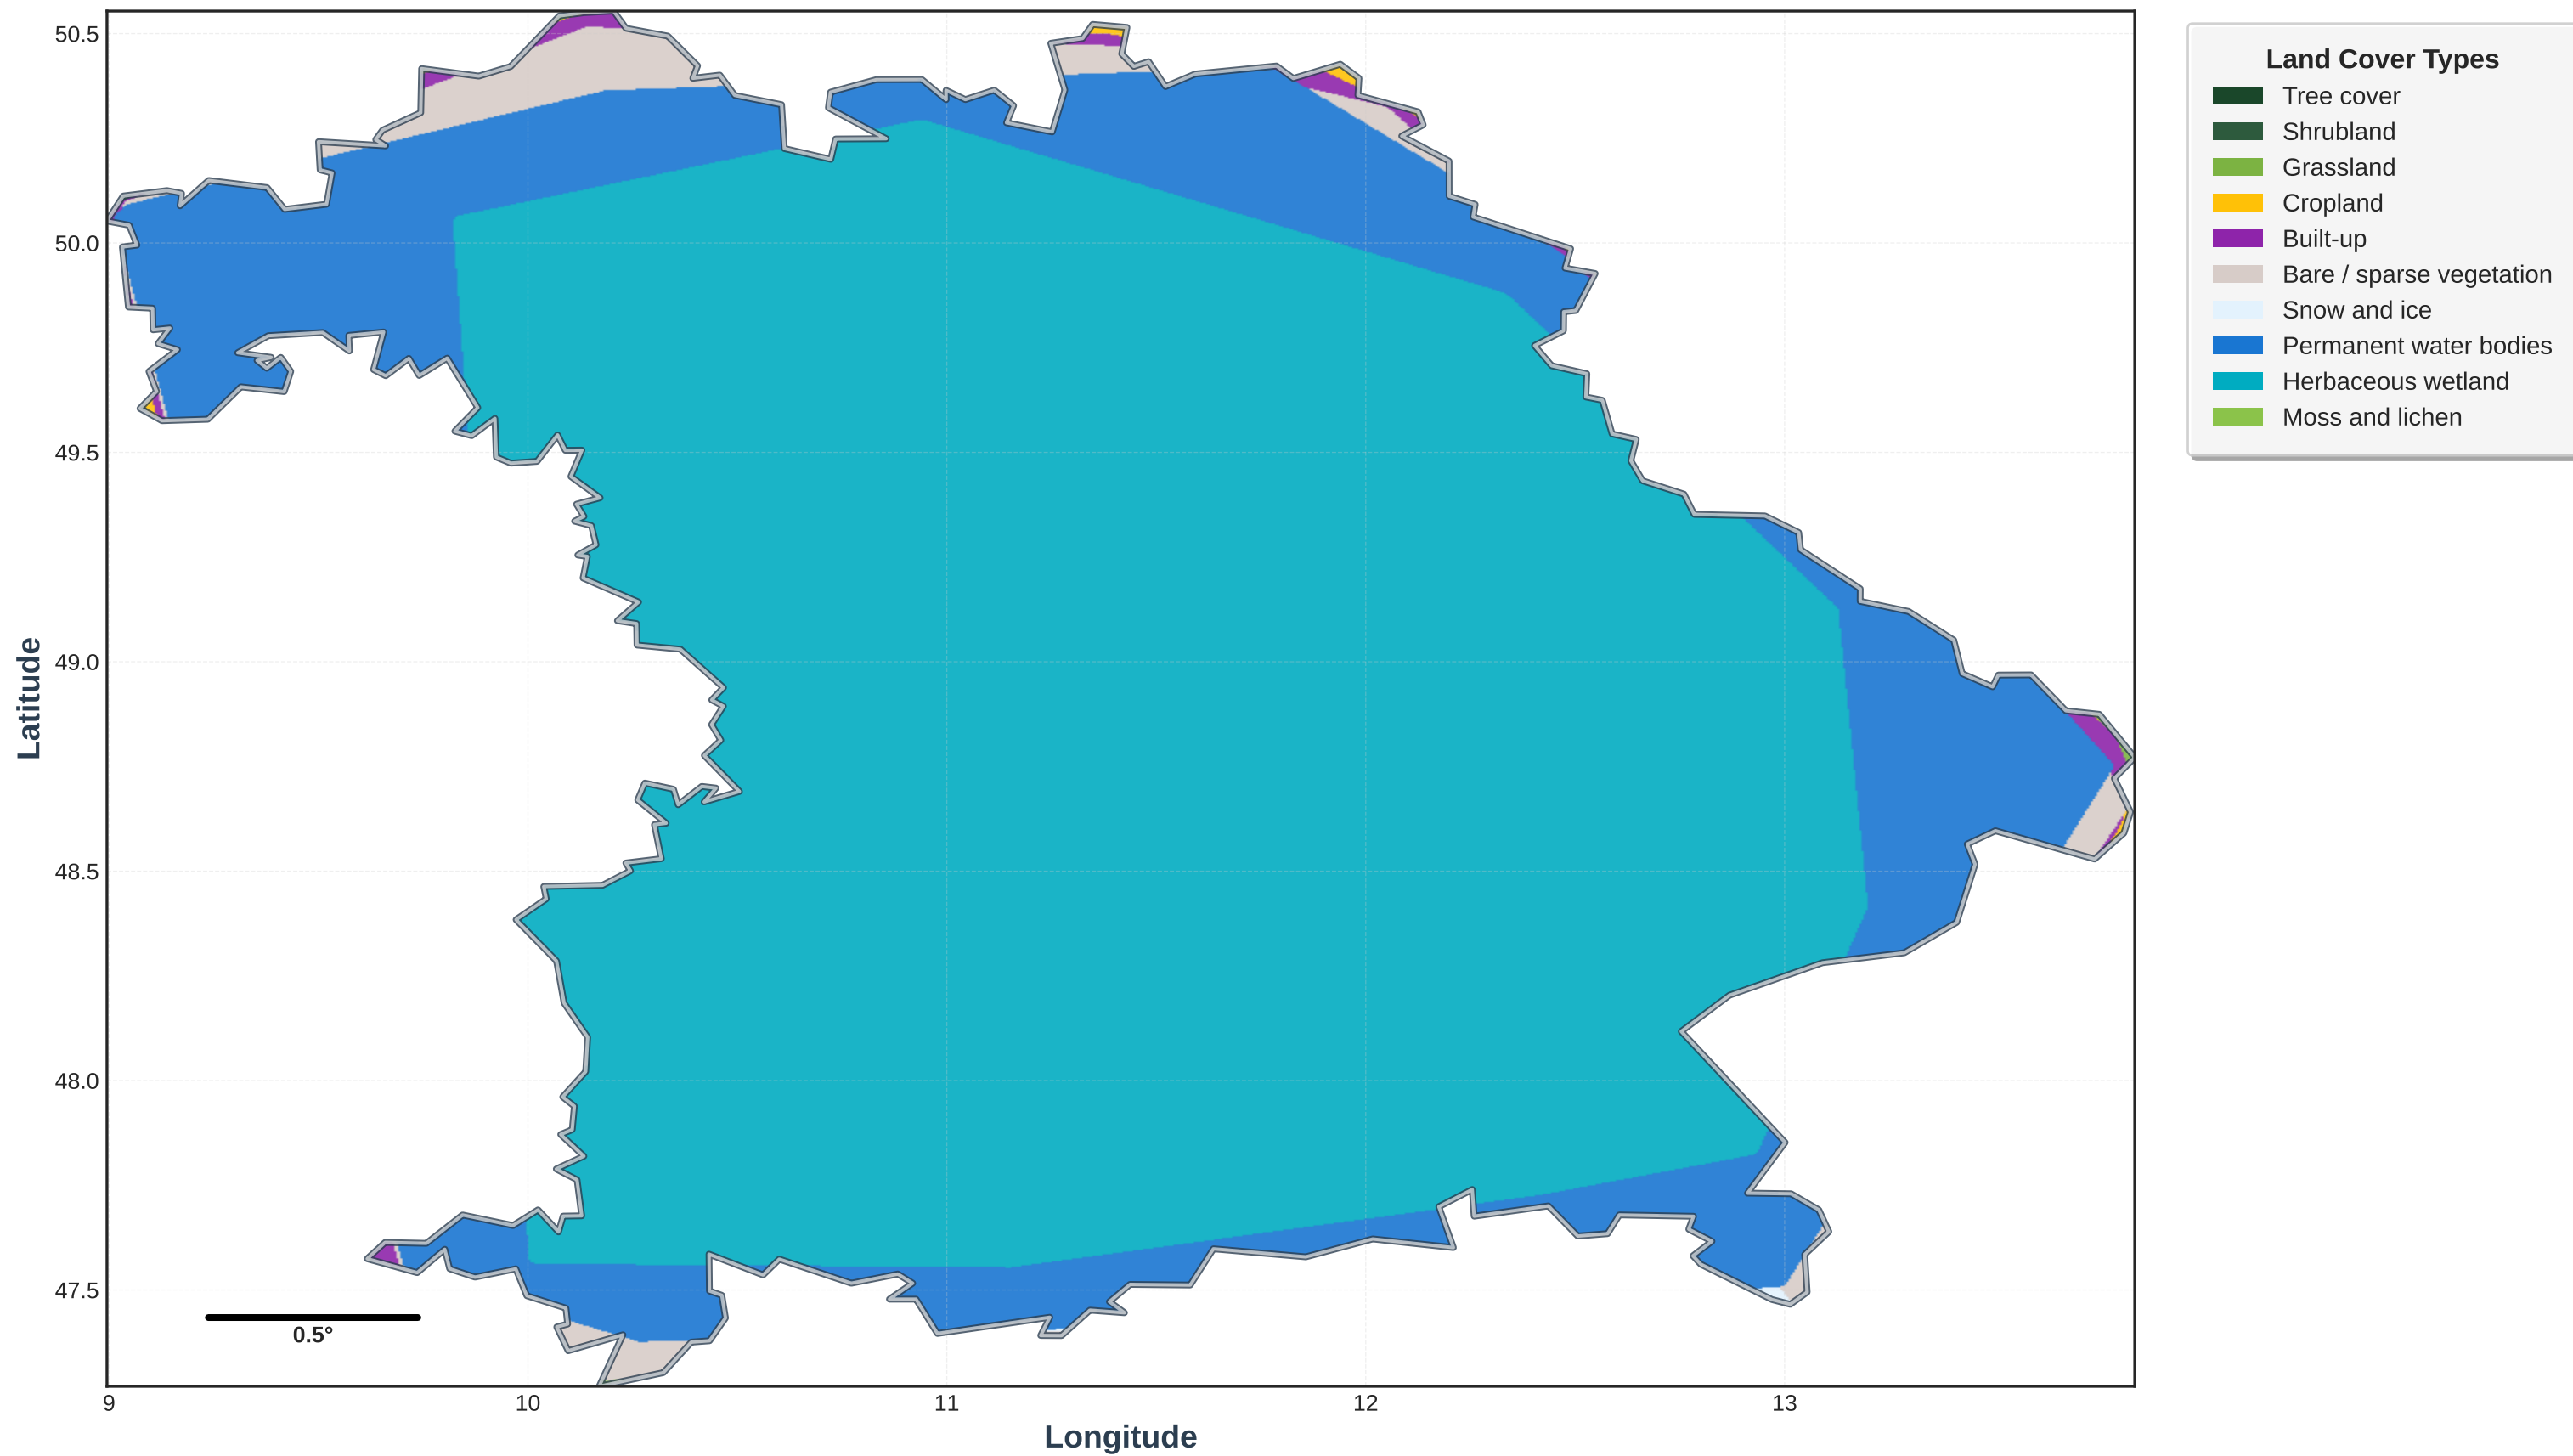 50.5
50.0
49.5
49.0
48.5
48.0
47.5
Latitude
9
10
11
12
13
Longitude
0.5°
Land Cover Types
Tree cover
Shrubland
Grassland
Cropland
Built-up
Bare / sparse vegetation
Snow and ice
Permanent water bodies
Herbaceous wetland
Moss and lichen